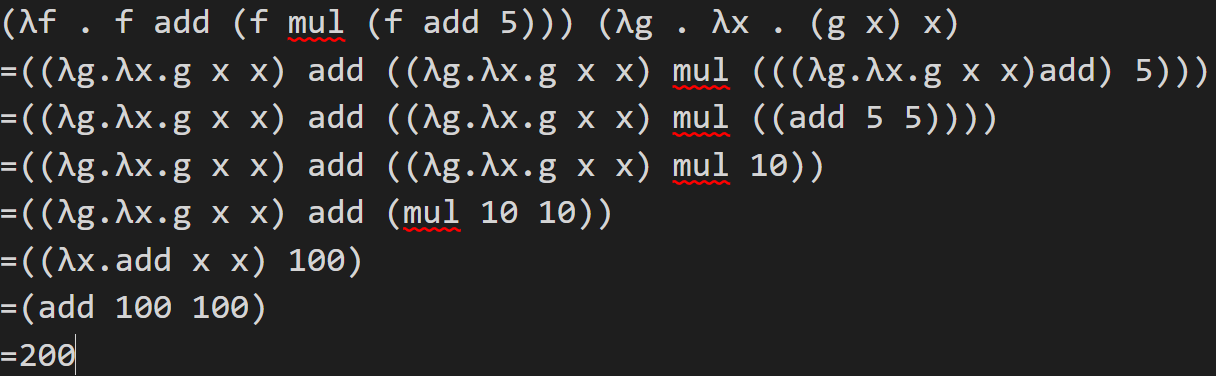 (λf . f add (f mul (f add 5))) (λg . λx . (g x) x)
=((λg.λx.g x x) add ((λg.λx.g x x) mul (((λg.λx.g x x)add) 5)))
=((λg.λx.g x x) add ((λg.λx.g x x) mul ((add 5 5))))
=((λg.λx.g x x) add ((λg.λx.g x x) mul 10))
=((λg.λx.g x x) add (mul 10 10))
=((λx.add x x) 100)
=(add 100 100)
=200